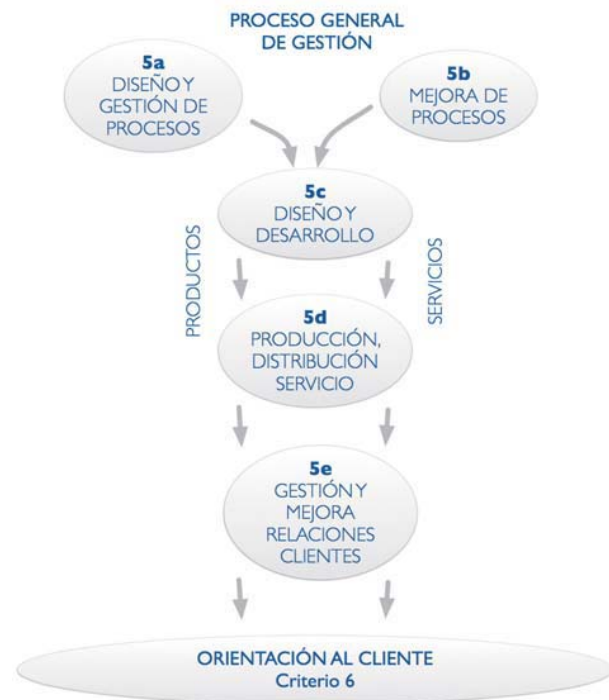 PROCESO GENERAL
DE GESTIÓN
5a
DISEÑO Y
GESTIÓN DE
PROCESOS
5b
MEJORA DE
PROCESOS
5c
DISEÑO Y
DESARROLLO
PRODUCTOS
SERVICIOS
5d
PRODUCCIÓN,
DISTRIBUCIÓN
SERVICIO
5e
GESTIÓN Y
MEJORA
RELACIONES
CLIENTES
ORIENTACIÓN AL CLIENTE
Criterio 6